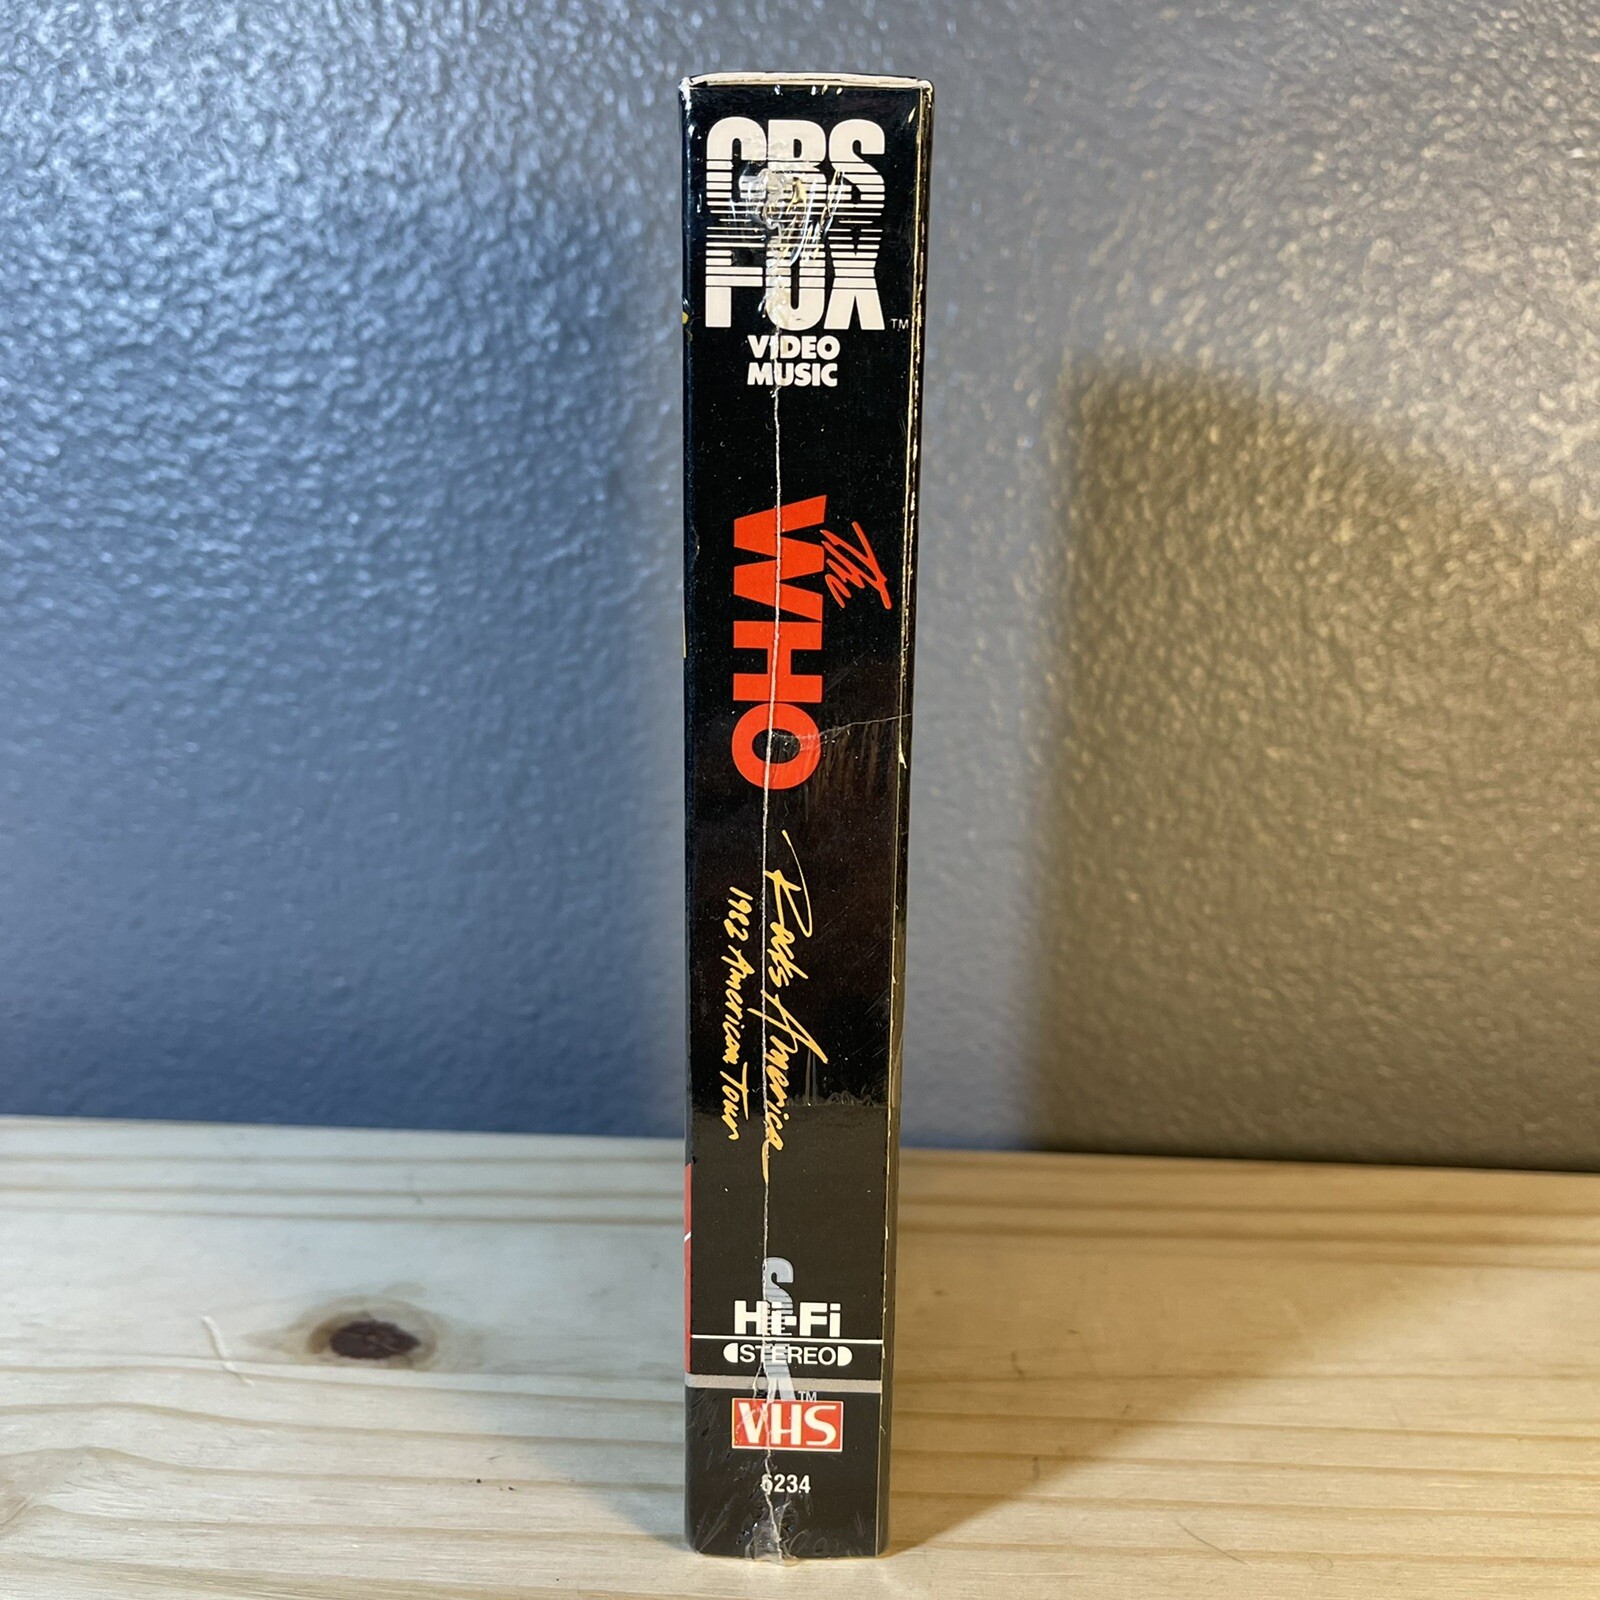 CBS
FOX
TM
VIDEO
MUSIC
The
WHO
Rocks America
1982 American Tour
Hi-Fi
STEREO
TM
VHS
6234